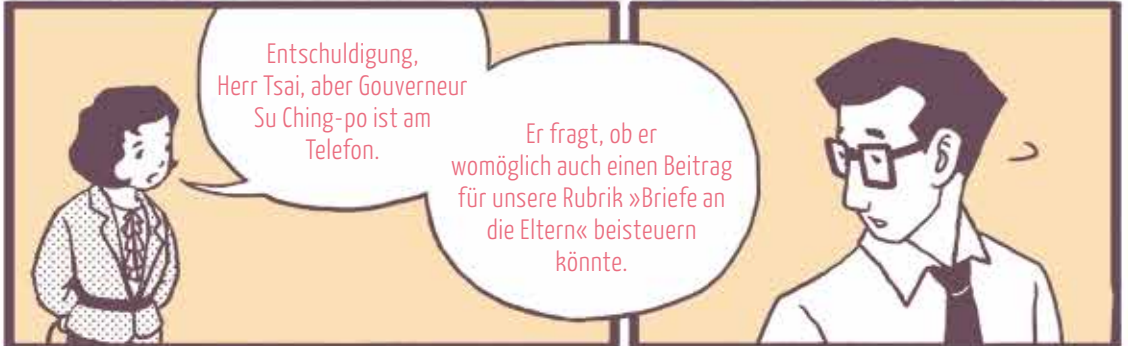 Entschuldigung,
Herr Tsai, aber Gouverneur
Su Ching-po ist am
Telefon.
Er fragt, ob er
womöglich auch einen Beitrag
für unsere Rubrik »Briefe an
die Eltern« beisteuern
könnte.